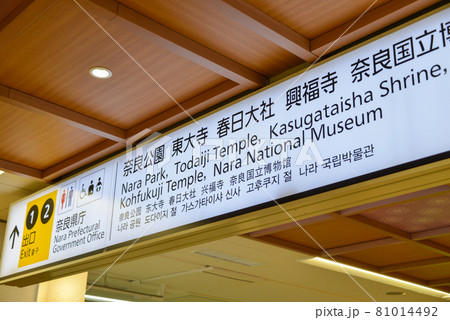 ↑ 1 2
出口
Exit
奈良県庁
Nara Prefectural
Government Office
奈良公園 東大寺 春日大社 興福寺 奈良国立博
Nara Park, Todaiji Temple, Kasugataisha Shrine,
Kohfukuji Temple, Nara National Museum
奈良公园 东大寺 春日大社 兴福寺 奈良国立博物馆
나라 공원 도다이지 절 가스가타이샤 신사 고후쿠지 절 나라 국립박물관
pixta.jp - 81014492